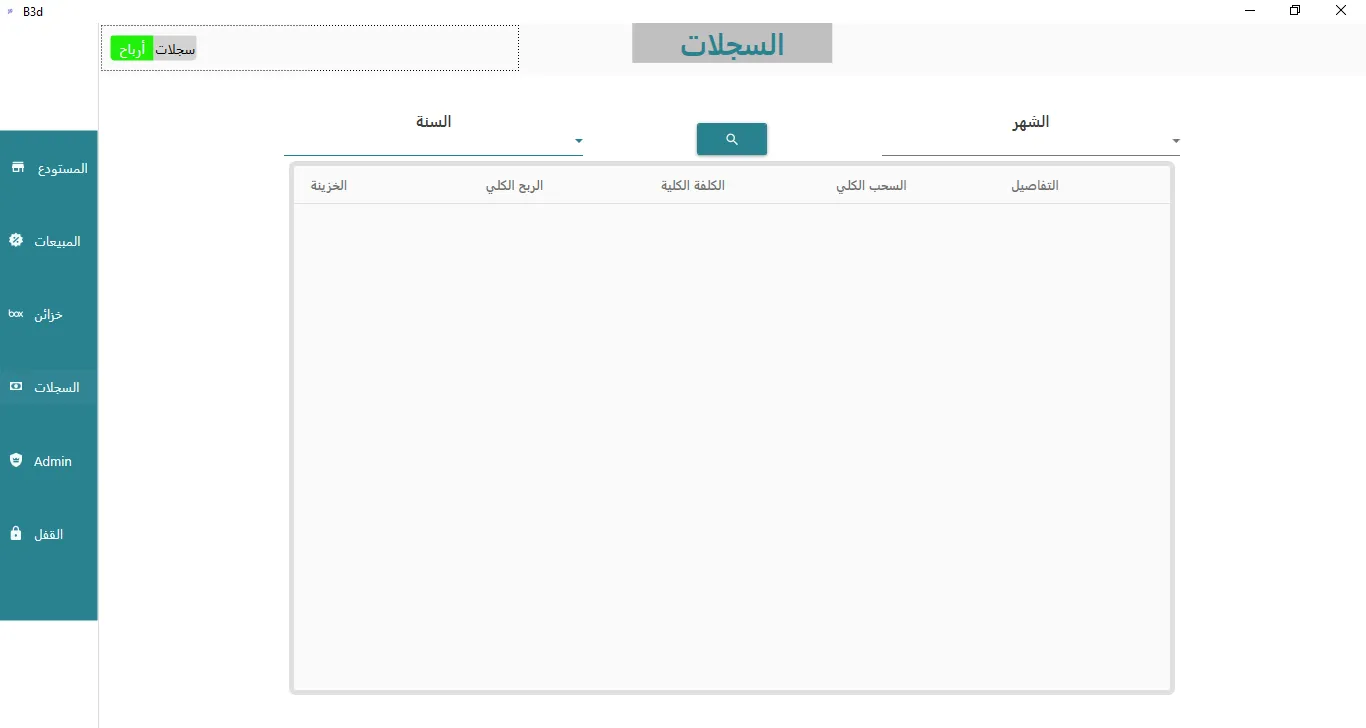 B3d
السجلات
سجلات
أرباح
الشهر
السنة
التفاصيل
السحب الكلي
الكلفة الكلية
الربح الكلي
الخزينة
المستودع
المبيعات
box خزائن
السجلات
Admin
القفل